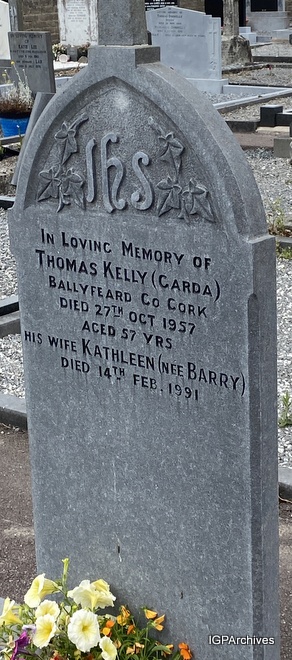 IhS
In Loving Memory of
Thomas Kelly (Garda)
Ballyfeard Co Cork
Died 27th Oct 1957
Aged 57 Yrs
His Wife Kathleen (nee Barry)
Died 14th Feb. 1991
IGPArchives